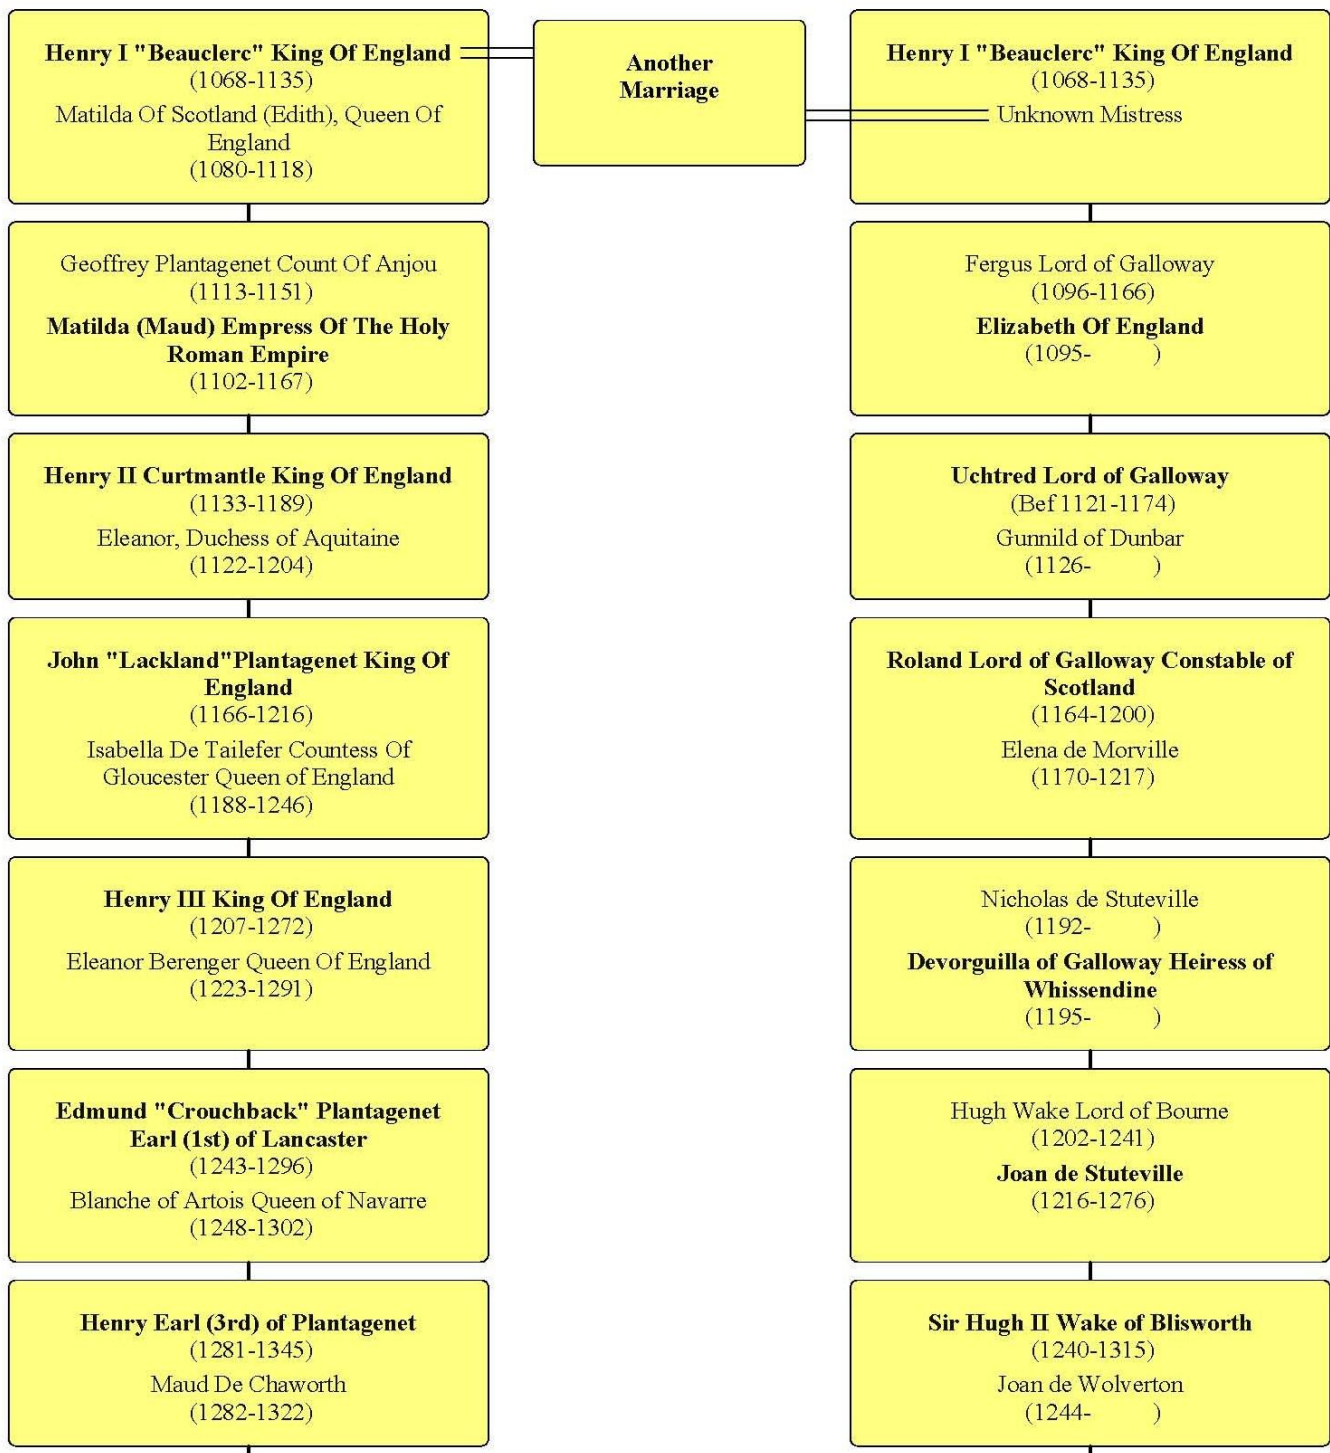 Henry I "Beauclerc" King Of England
(1068-1135)
Matilda Of Scotland (Edith), Queen Of
England
(1080-1118)
Another
Marriage
Henry I "Beauclerc" King Of England
(1068-1135)
Unknown Mistress
Geoffrey Plantagenet Count Of Anjou
(1113-1151)
Matilda (Maud) Empress Of The Holy
Roman Empire
(1102-1167)
Fergus Lord of Galloway
(1096-1166)
Elizabeth Of England
(1095- )
Henry II Curtmantle King Of England
(1133-1189)
Eleanor, Duchess of Aquitaine
(1122-1204)
Uchtred Lord of Galloway
(Bef 1121-1174)
Gunnild of Dunbar
(1126- )
John "Lackland"Plantagenet King Of
England
(1166-1216)
Isabella De Tailefer Countess Of
Gloucester Queen of England
(1188-1246)
Roland Lord of Galloway Constable of
Scotland
(1164-1200)
Elena de Morville
(1170-1217)
Henry III King Of England
(1207-1272)
Eleanor Berenger Queen Of England
(1223-1291)
Nicholas de Stuteville
(1192- )
Devorguilla of Galloway Heiress of
Whissendine
(1195- )
Edmund "Crouchback" Plantagenet
Earl (1st) of Lancaster
(1243-1296)
Blanche of Artois Queen of Navarre
(1248-1302)
Hugh Wake Lord of Bourne
(1202-1241)
Joan de Stuteville
(1216-1276)
Henry Earl (3rd) of Plantagenet
(1281-1345)
Maud De Chaworth
(1282-1322)
Sir Hugh II Wake of Blisworth
(1240-1315)
Joan de Wolverton
(1244- )